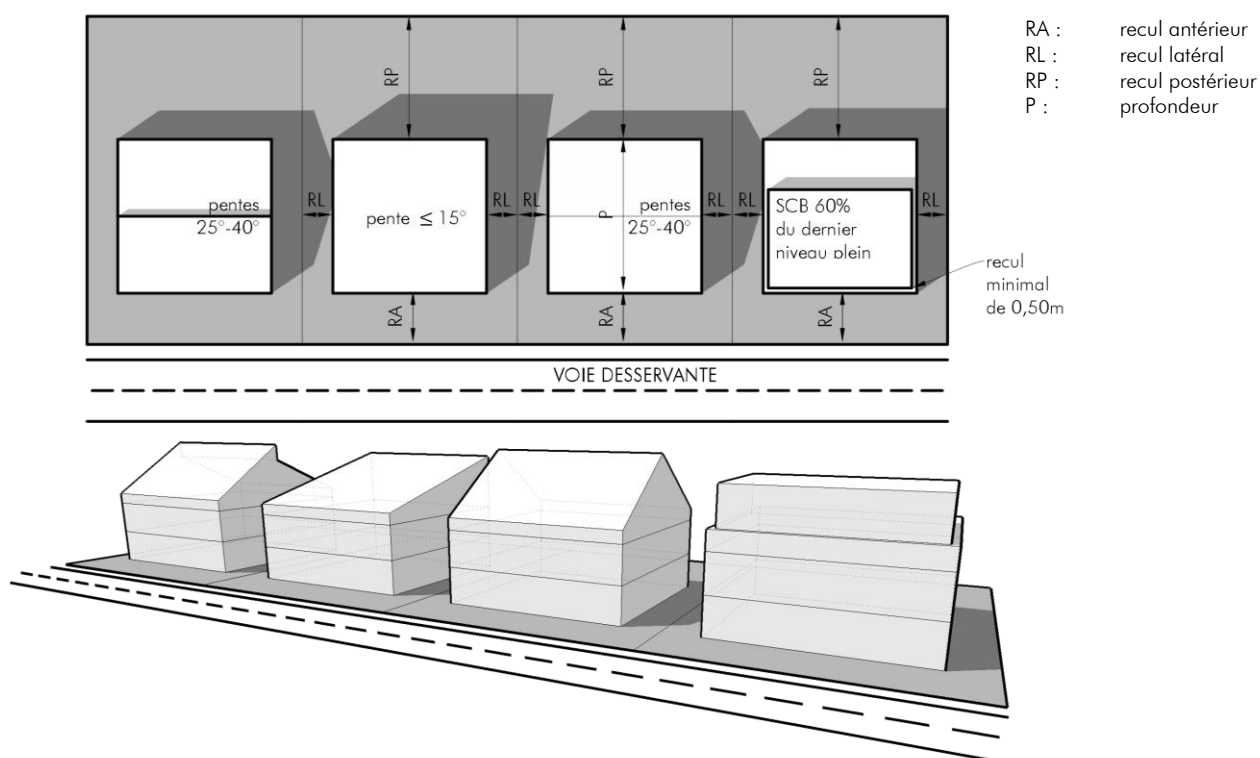 RA : recul antérieur
RL : recul latéral
RP : recul postérieur
P : profondeur
RP
RP
RP
pentes
25°-40°
RL
pente ≤ 15°
RL
RL
P
pentes
25°-40°
RL
RL
SCB 60%
du dernier
niveau plein
RL
recul
minimal
de 0,50m
RA
RA
RA
VOIE DESSERVANTE